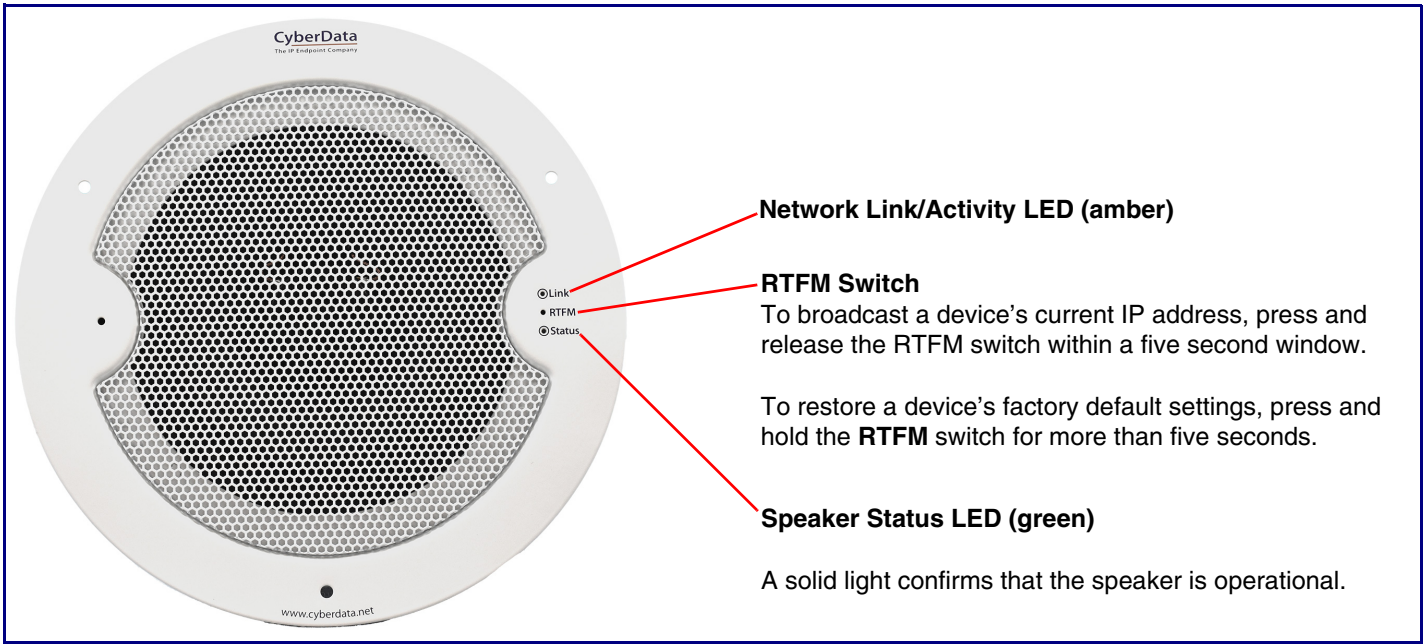 CyberData
The IP Endpoint Company
Network Link/Activity LED (amber)
RTFM Switch
To broadcast a device’s current IP address, press and
release the RTFM switch within a five second window.
To restore a device’s factory default settings, press and
hold the RTFM switch for more than five seconds.
Link
RTFM
Status
Speaker Status LED (green)
A solid light confirms that the speaker is operational.
www.cyberdata.net